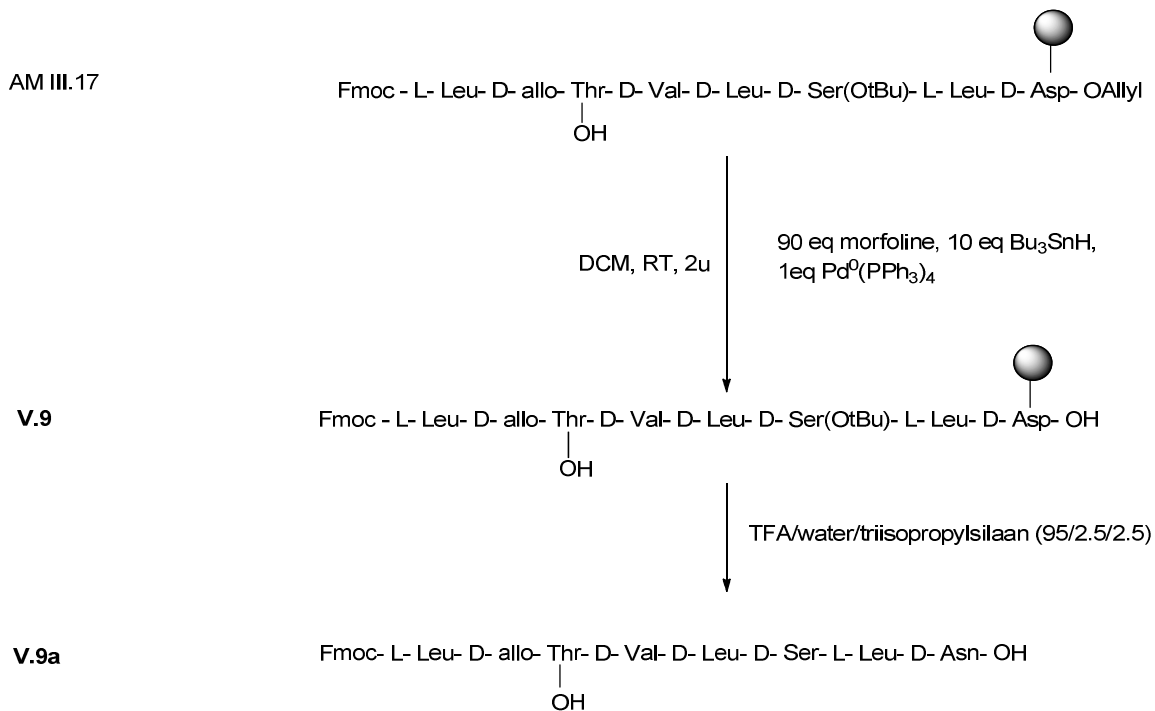 AM III.17
Fmoc - L- Leu- D- allo- Thr- D- Val- D- Leu- D- Ser(OtBu)- L- Leu- D- Asp- OAllyl
OH
DCM, RT, 2u
90 eq morfoline, 10 eq Bu₃SnH,
1eq Pd⁰(PPh₃)₄
V.9
Fmoc - L- Leu- D- allo- Thr- D- Val- D- Leu- D- Ser(OtBu)- L- Leu- D- Asp- OH
OH
TFA/water/triisopropylsilaan (95/2.5/2.5)
V.9a
Fmoc- L- Leu- D- allo- Thr- D- Val- D- Leu- D- Ser- L- Leu- D- Asn- OH
OH